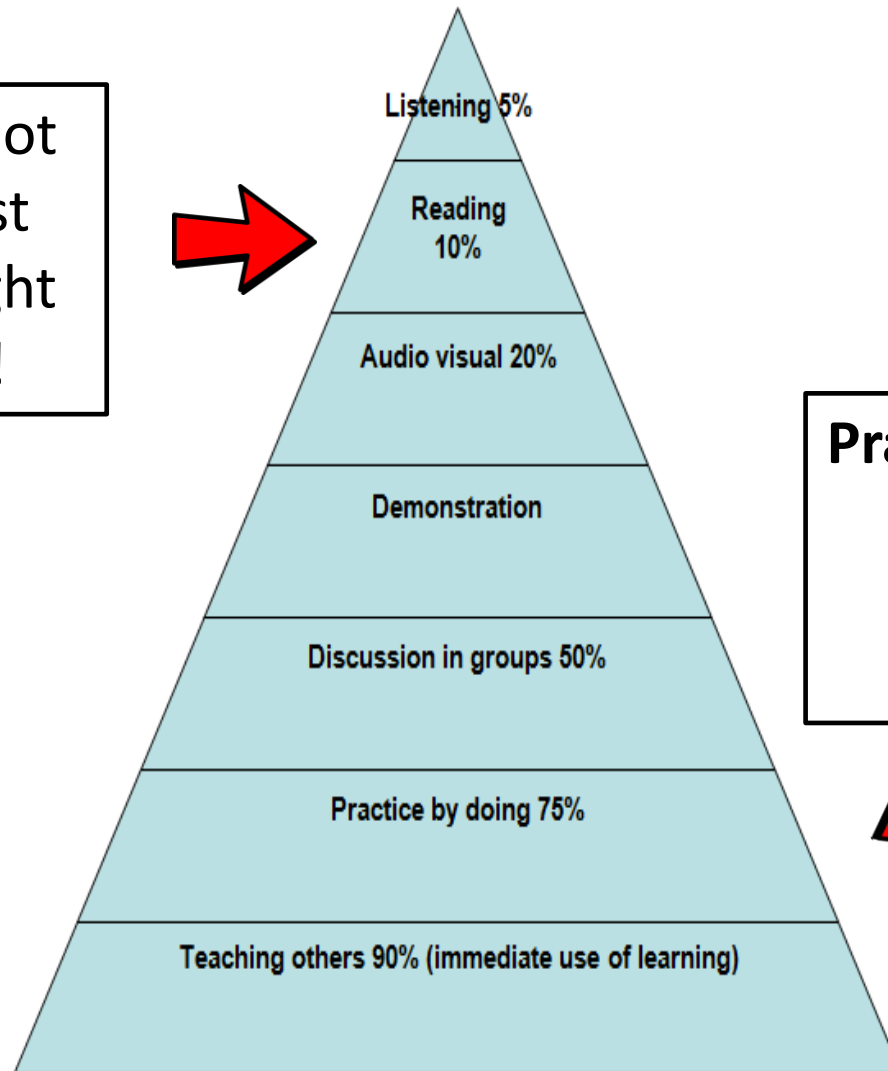 ot
st
ght
!
Listening 5%
Reading
10%
Audio visual 20%
Demonstration
Discussion in groups 50%
Practice by doing 75%
Teaching others 90% (immediate use of learning)
Pra